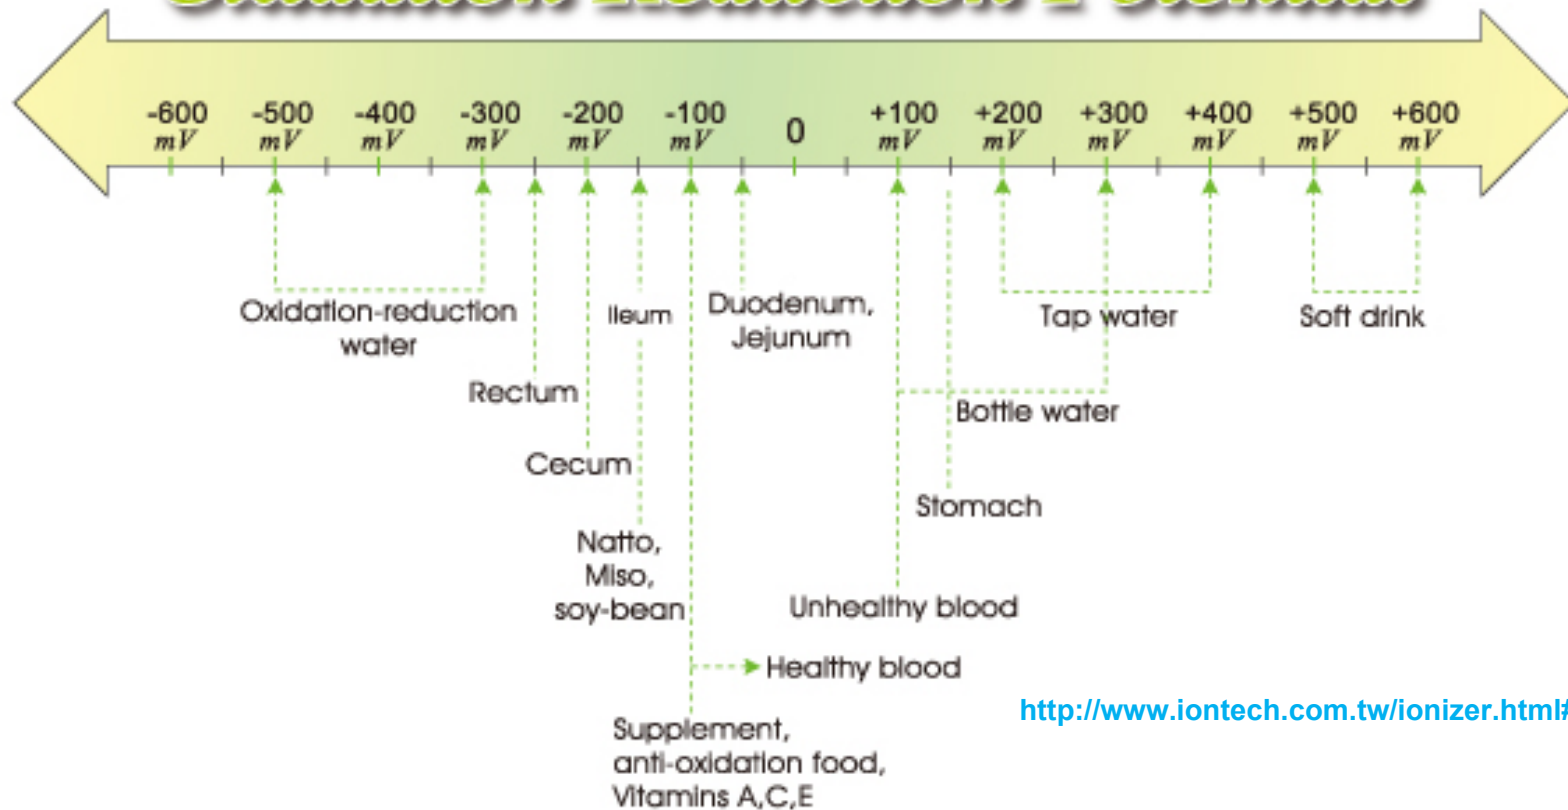 -600 -500 -400 -300 -200 -100 0 +100 +200 +300 +400 +500 +600
mV mV mV mV mV mV mV mV mV mV mV mV
Oxidation-reduction
water
Ileum
Duodenum,
Jejunum
Tap water
Soft drink
Rectum
Bottle water
Cecum
Stomach
Natto,
Miso,
soy-bean
Unhealthy blood
Healthy blood
http://www.iontech.com.tw/ionizer.html#
Supplement,
anti-oxidation food,
Vitamins A,C,E